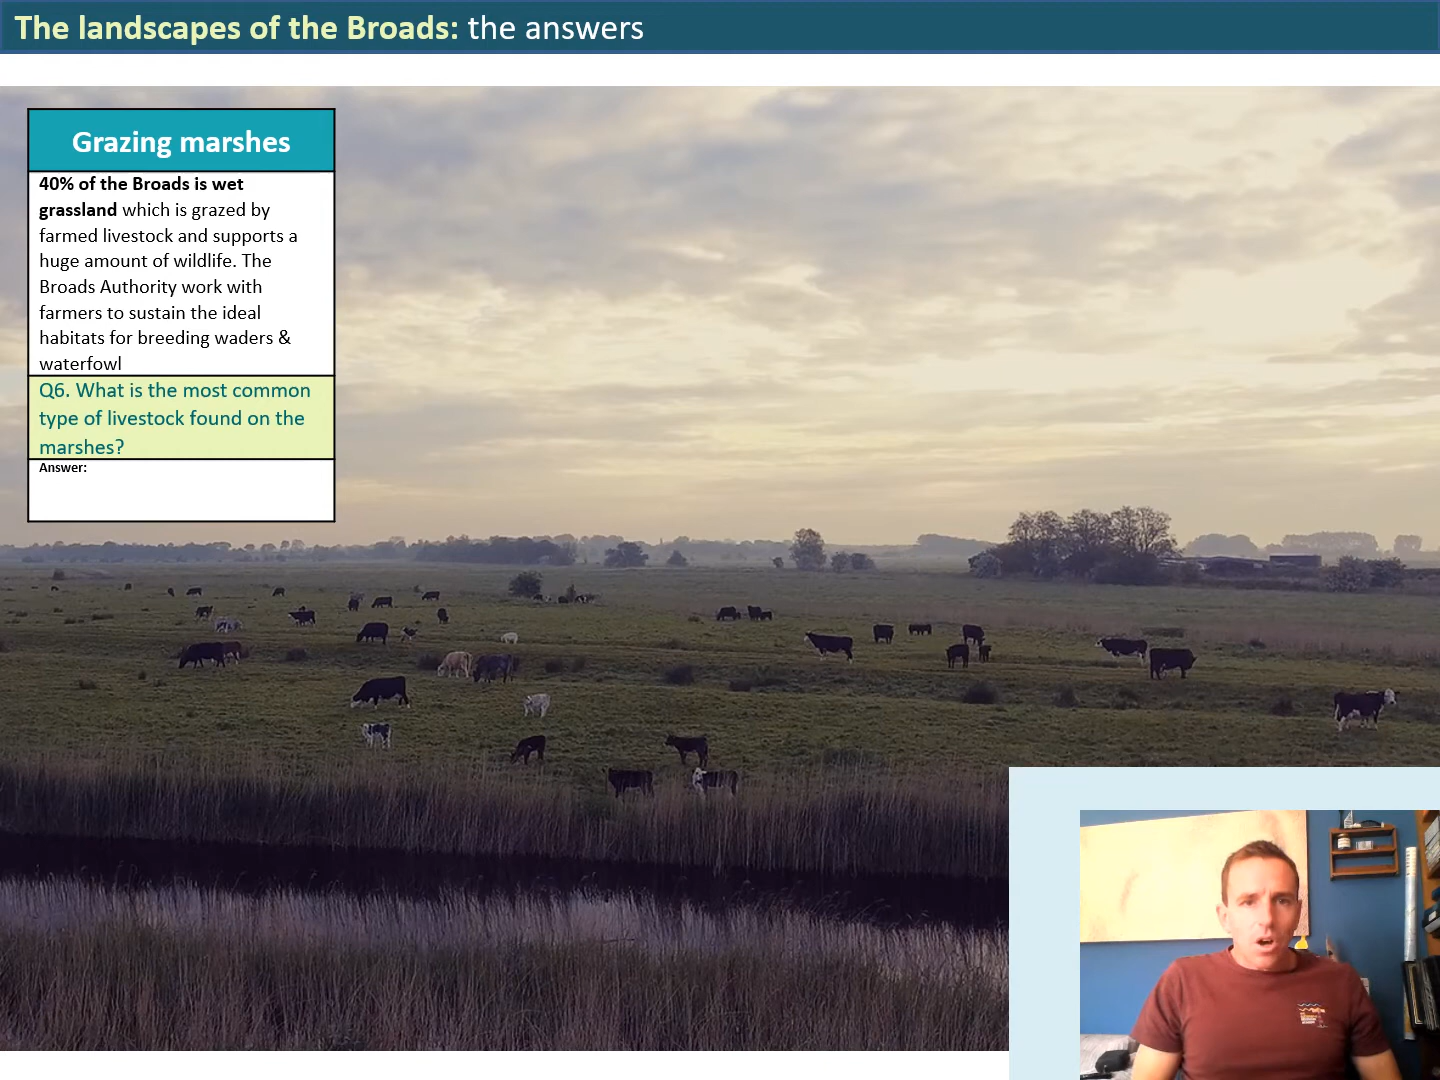 The landscapes of the Broads: the answers
Grazing marshes
40% of the Broads is wet
grassland which is grazed by
farmed livestock and supports a
huge amount of wildlife. The
Broads Authority work with
farmers to sustain the ideal
habitats for breeding waders &
waterfowl
Q6. What is the most common
type of livestock found on the
marshes?
Answer: